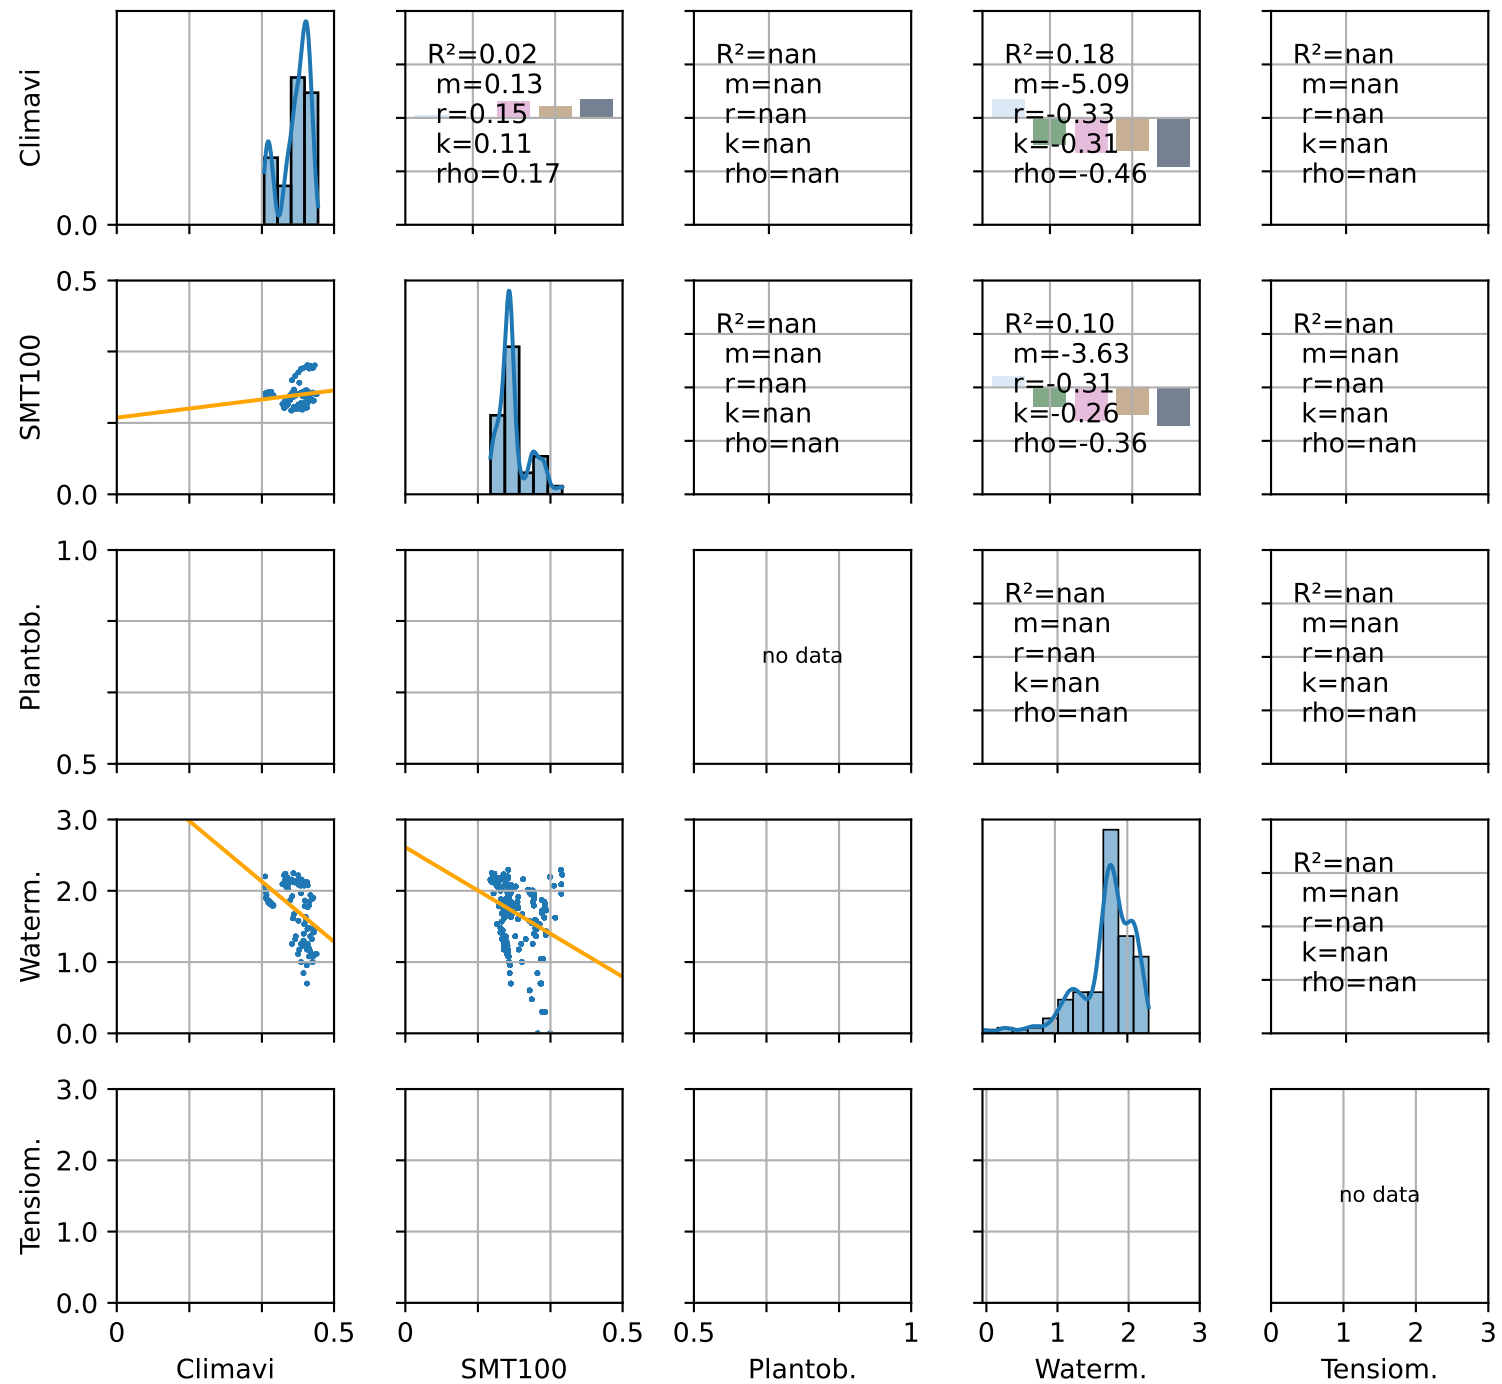 Climavi
0.0
R²=0.02
m=0.13
r=0.15
k=0.11
rho=0.17
R²=nan
m=nan
r=nan
k=nan
rho=nan
R²=0.18
m=-5.09
r=-0.33
k=-0.31
rho=-0.46
R²=nan
m=nan
r=nan
k=nan
rho=nan
SMT100
0.5
0.0
R²=nan
m=nan
r=nan
k=nan
rho=nan
R²=0.10
m=-3.63
r=-0.31
k=-0.26
rho=-0.36
R²=nan
m=nan
r=nan
k=nan
rho=nan
Plantob.
1.0
0.5
no data
R²=nan
m=nan
r=nan
k=nan
rho=nan
R²=nan
m=nan
r=nan
k=nan
rho=nan
Waterm.
3.0
2.0
1.0
0.0
R²=nan
m=nan
r=nan
k=nan
rho=nan
Tensiom.
3.0
2.0
1.0
0.0
no data
0 0.5
0 0.5
0.5 1
0 1 2 3
0 1 2 3
Climavi
SMT100
Plantob.
Waterm.
Tensiom.